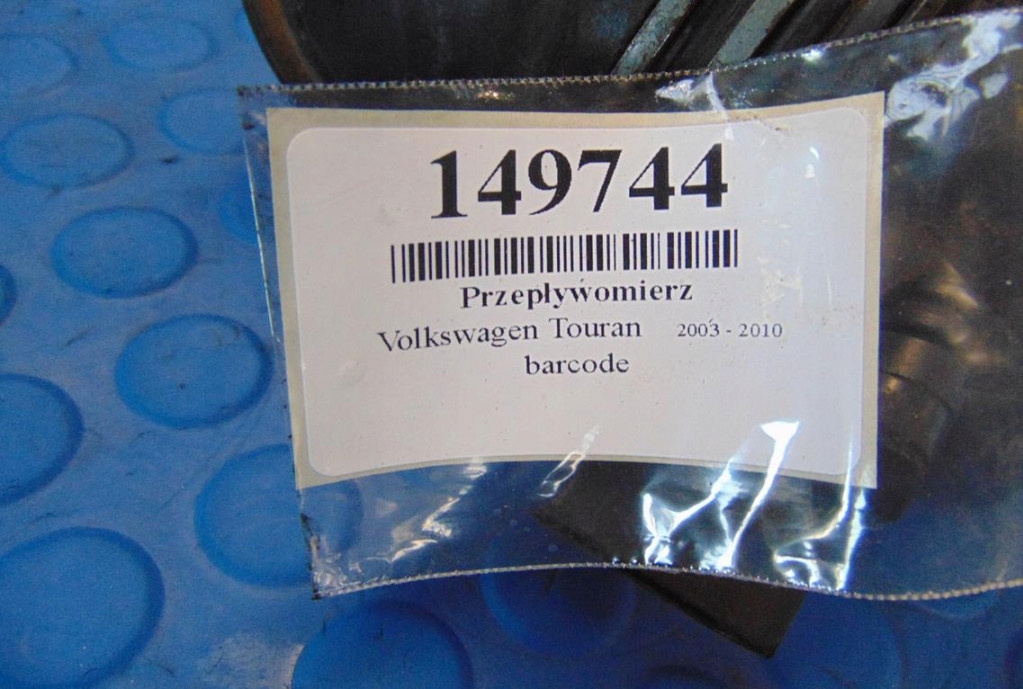 149744
Przepływomierz
Volkswagen Touran 2003 - 2010
barcode